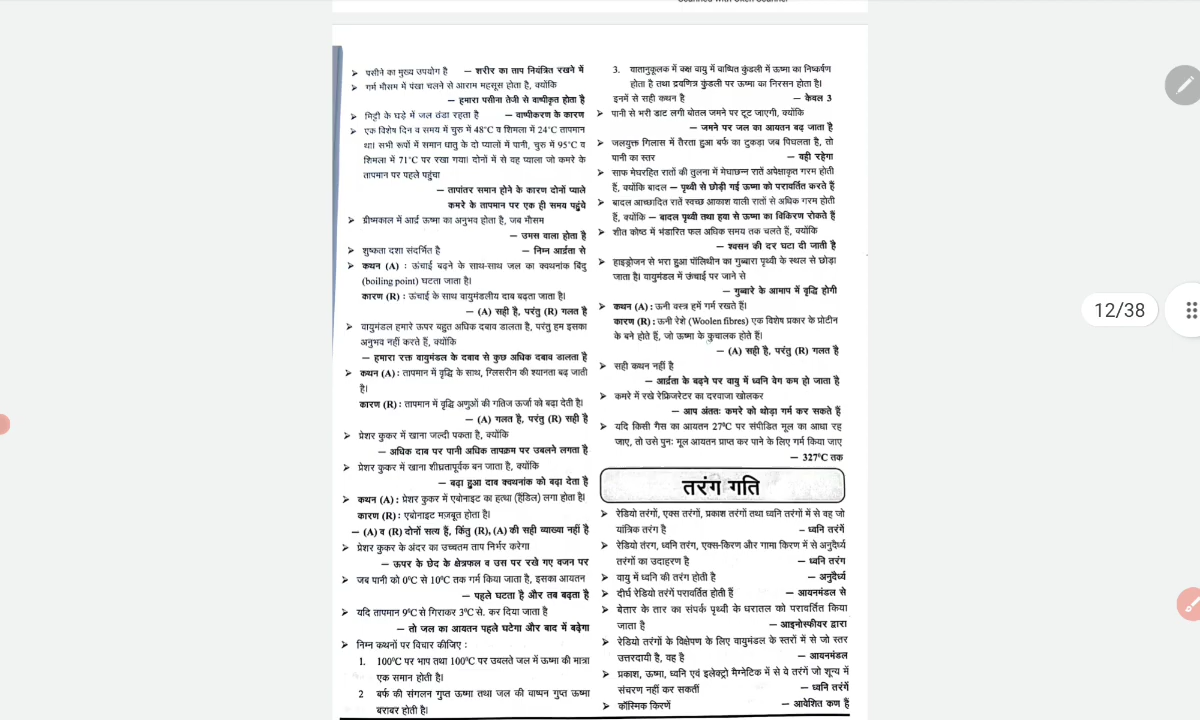 ➢ पसीने का मुख्य उपयोग है – शरीर का ताप नियंत्रित रखने में
➢ गर्म मौसम में पंखा चलने से आराम महसूस होता है, क्योंकि
– हमारा पसीना तेजी से वाष्पीकृत होता है
➢ मिट्टी के घड़े में जल ठंडा रहता है – वाष्पीकरण के कारण
➢ एक विशेष दिन व समय में चुरु में 48°C व शिमला में 24°C तापमान
था। सभी रूपों में समान धातु के दो प्यालों में पानी, चुरु में 95°C व
शिमला में 71°C पर रखा गया। दोनों में से वह प्याला जो कमरे के
तापमान पर पहले पहुंचा
– तापांतर समान होने के कारण दोनों प्याले
कमरे के तापमान पर एक ही समय पहुंचे
➢ ग्रीष्मकाल में आर्द्र ऊष्मा का अनुभव होता है, जब मौसम
– उमस वाला होता है
➢ शुष्कता दशा संदर्भित है – निम्न आर्द्रता से
➢ कथन (A) : ऊंचाई बढ़ने के साथ-साथ जल का क्वथनांक बिंदु
(boiling point) घटता जाता है।
कारण (R) : ऊंचाई के साथ वायुमंडलीय दाब बढ़ता जाता है।
– (A) सही है, परंतु (R) गलत है
➢ वायुमंडल हमारे ऊपर बहुत अधिक दबाव डालता है, परंतु हम इसका
अनुभव नहीं करते हैं, क्योंकि
– हमारा रक्त वायुमंडल के दबाव से कुछ अधिक दबाव डालता है
➢ कथन (A) : तापमान में वृद्धि के साथ, ग्लिसरीन की श्यानता बढ़ जाती
है।
कारण (R) : तापमान में वृद्धि अणुओं की गतिज ऊर्जा को बढ़ा देती है।
– (A) गलत है, परंतु (R) सही है
➢ प्रेशर कुकर में खाना जल्दी पकता है, क्योंकि
– अधिक दाब पर पानी अधिक तापक्रम पर उबलने लगता है
➢ प्रेशर कुकर में खाना शीघ्रतापूर्वक बन जाता है, क्योंकि
– बढ़ा हुआ दाब क्वथनांक को बढ़ा देता है
➢ कथन (A) : प्रेशर कुकर में एबोनाइट का हत्था (हैंडिल) लगा होता है।
कारण (R) : एबोनाइट मज़बूत होता है।
– (A) व (R) दोनों सत्य हैं, किंतु (R), (A) की सही व्याख्या नहीं है
➢ प्रेशर कुकर के अंदर का उच्चतम ताप निर्भर करेगा
– ऊपर के छेद के क्षेत्रफल व उस पर रखे गए वजन पर
➢ जब पानी को 0⁰C से 10⁰C तक गर्म किया जाता है, इसका आयतन
– पहले घटता है और तब बढ़ता है
➢ यदि तापमान 9⁰C से गिराकर 3⁰C से. कर दिया जाता है
– तो जल का आयतन पहले घटेगा और बाद में बढ़ेगा
➢ निम्न कथनों पर विचार कीजिए :
1. 100⁰C पर भाप तथा 100⁰C पर उबलते जल में ऊष्मा की मात्रा
एक समान होती है।
2 बर्फ की संगलन गुप्त ऊष्मा तथा जल की वाष्पन गुप्त ऊष्मा
बराबर होती है।
3. वातानुकूलक में कक्ष वायु में वाष्पित्र कुंडली में ऊष्मा का निष्कर्षण
होता है तथा द्रवणित्र कुंडली पर ऊष्मा का निरसन होता है।
इनमें से सही कथन है – केवल 3
➢ पानी से भरी डाट लगी बोतल जमने पर टूट जाएगी, क्योंकि
– जमने पर जल का आयतन बढ़ जाता है
➢ जलयुक्त गिलास में तैरता हुआ बर्फ का टुकड़ा जब पिघलता है, तो
पानी का स्तर – वही रहेगा
➢ साफ मेघरहित रातों की तुलना में मेघाछन्न रातें अपेक्षाकृत गरम होती
हैं, क्योंकि बादल – पृथ्वी से छोड़ी गई ऊष्मा को परावर्तित करते हैं
➢ बादल आच्छादित रातें स्वच्छ आकाश वाली रातों से अधिक गरम होती
हैं, क्योंकि – बादल पृथ्वी तथा हवा से ऊष्मा का विकिरण रोकते हैं
➢ शीत कोष्ठ में भंडारित फल अधिक समय तक चलते हैं, क्योंकि
– श्वसन की दर घटा दी जाती है
➢ हाइड्रोजन से भरा हुआ पॉलिथीन का गुब्बारा पृथ्वी के स्थल से छोड़ा
जाता है। वायुमंडल में ऊंचाई पर जाने से
– गुब्बारे के आमाप में वृद्धि होगी
➢ कथन (A) : ऊनी वस्त्र हमें गर्म रखते हैं।
कारण (R) : ऊनी रेशे (Woolen fibres) एक विशेष प्रकार के प्रोटीन
के बने होते हैं, जो ऊष्मा के कुचालक होते हैं।
– (A) सही है, परंतु (R) गलत है
➢ सही कथन नहीं है
– आर्द्रता के बढ़ने पर वायु में ध्वनि वेग कम हो जाता है
➢ कमरे में रखे रेफ्रिजरेटर का दरवाजा खोलकर
– आप अंततः कमरे को थोड़ा गर्म कर सकते हैं
➢ यदि किसी गैस का आयतन 27⁰C पर संपीडित मूल का आधा रह
जाए, तो उसे पुनः मूल आयतन प्राप्त कर पाने के लिए गर्म किया जाए
– 327⁰C तक
तरंग गति
➢ रेडियो तरंगों, एक्स तरंगों, प्रकाश तरंगों तथा ध्वनि तरंगों में से वह जो
यांत्रिक तरंग है – ध्वनि तरंगें
➢ रेडियो तंरग, ध्वनि तरंग, एक्स-किरण और गामा किरण में से अनुदैर्ध्य
तरंगों का उदाहरण है – ध्वनि तरंग
➢ वायु में ध्वनि की तरंग होती है – अनुदैर्ध्य
➢ दीर्घ रेडियो तरंगें परावर्तित होती हैं – आयनमंडल से
➢ बेतार के तार का संपर्क पृथ्वी के धरातल को परावर्तित किया
जाता है – आइनोस्फीयर द्वारा
➢ रेडियो तरंगों के विक्षेपण के लिए वायुमंडल के स्तरों में से जो स्तर
उत्तरदायी है, वह है – आयनमंडल
➢ प्रकाश, ऊष्मा, ध्वनि एवं इलेक्ट्रो मैग्नेटिक में से ये तरंगें जो शून्य में
संचरण नहीं कर सकतीं – ध्वनि तरंगें
➢ कॉस्मिक किरणें – आवेशित कण हैं
12/38